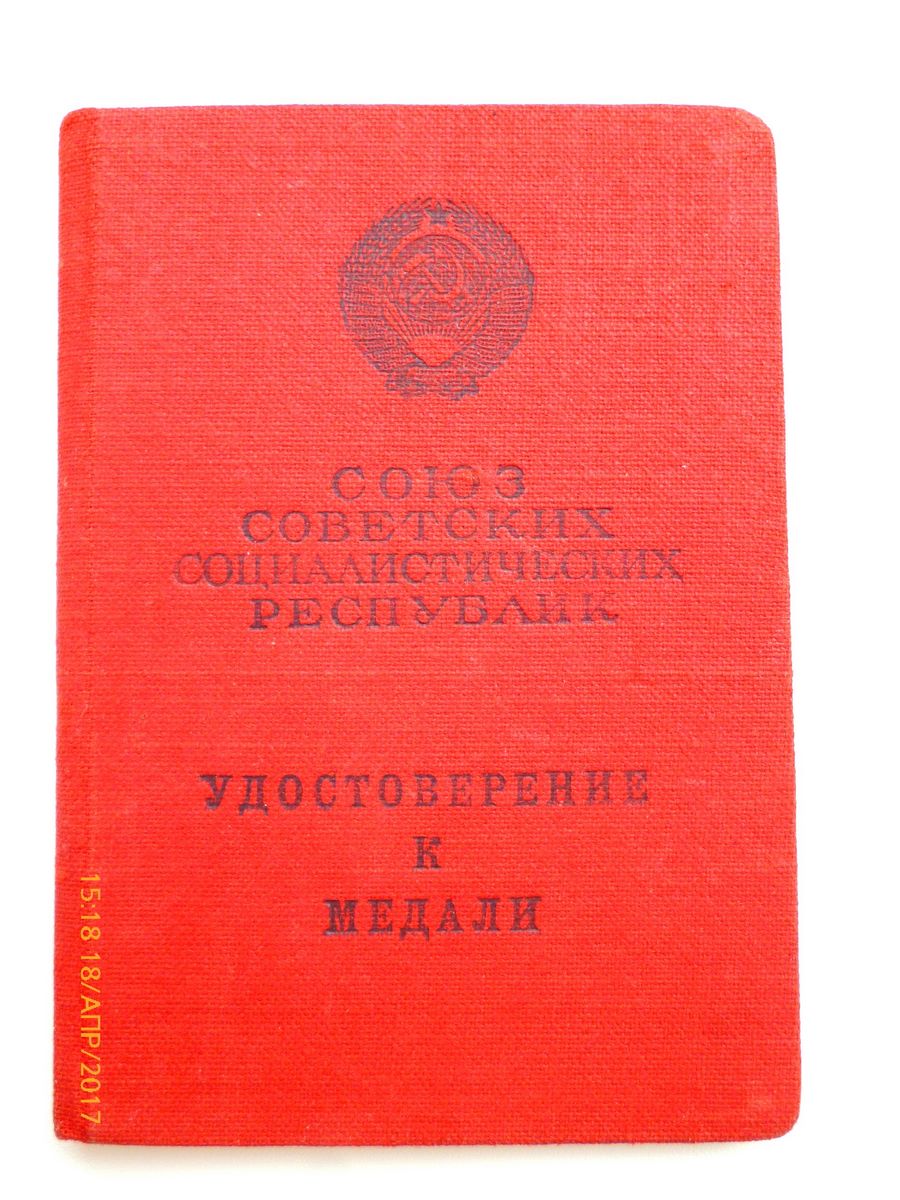 СОЮЗ
СОВЕТСКИХ
СОЦИАЛИСТИЧЕСКИХ
РЕСПУБЛИК
УДОСТОВЕРЕНИЕ
К
МЕДАЛИ
15:18 18/АПР/2017